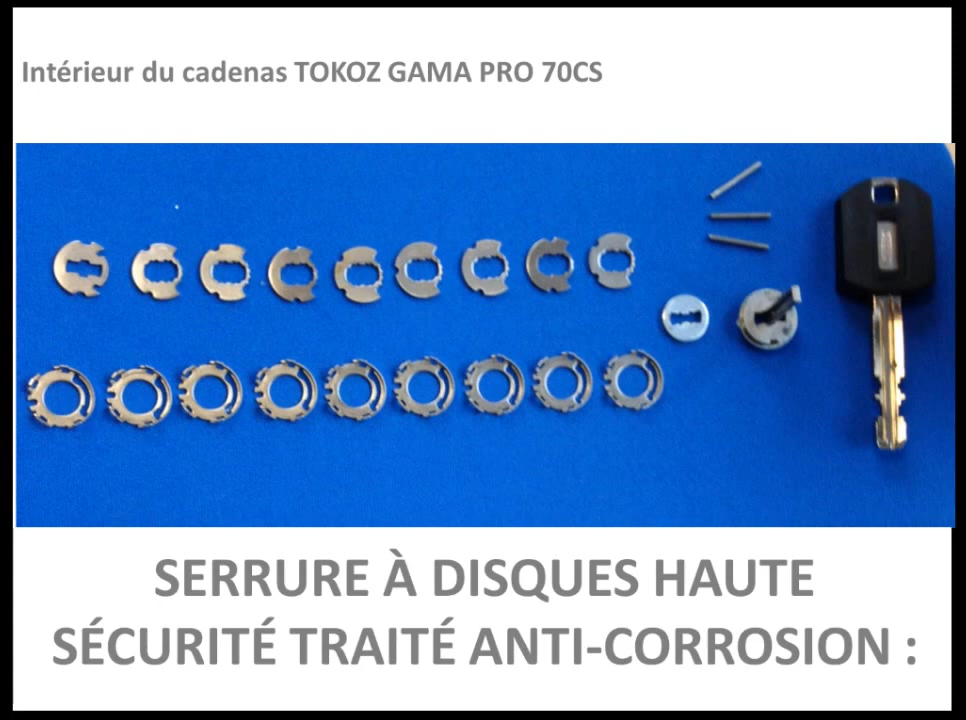 Intérieur du cadenas TOKOZ GAMA PRO 70CS
SERRURE À DISQUES HAUTE
SÉCURITÉ TRAITÉ ANTI-CORROSION :